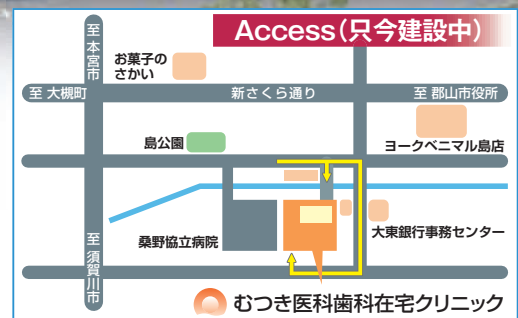 Access（只今建設中）
至 本宮市
お菓子の
さかい
至 大槻町
新さくら通り
至 郡山市役所
島公園
ヨークベニマル島店
桑野協立病院
大東銀行事務センター
至 須賀川市
むつき医科歯科在宅クリニック